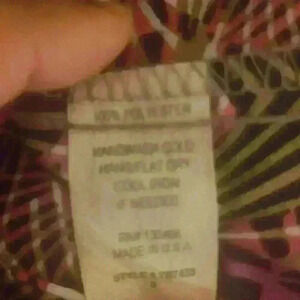 100% POLYESTER
HANDWASH COLD
HANG/FLAT DRY
COOL IRON
IF NEEDED
MADE IN U.S.A.